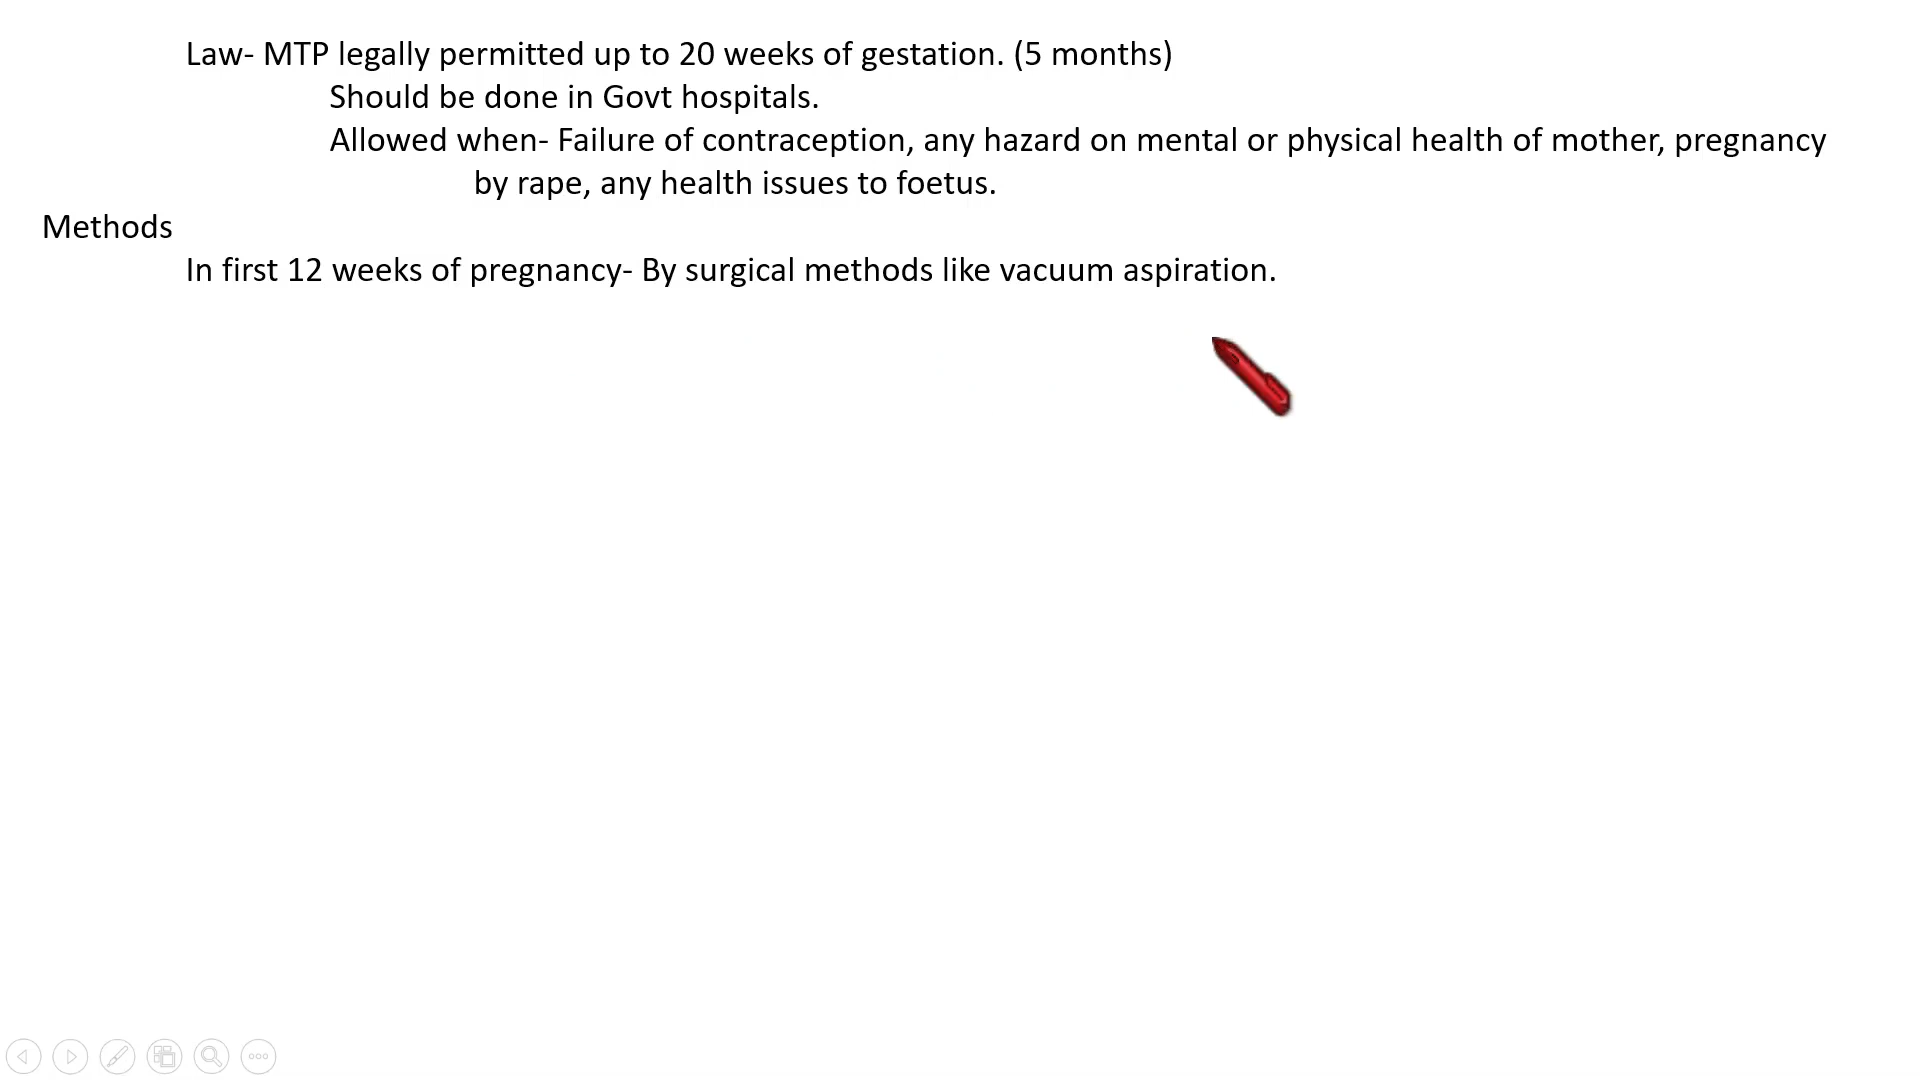 Law- MTP legally permitted up to 20 weeks of gestation. (5 months)
Should be done in Govt hospitals.
Allowed when- Failure of contraception, any hazard on mental or physical health of mother, pregnancy
by rape, any health issues to foetus.
Methods
In first 12 weeks of pregnancy- By surgical methods like vacuum aspiration.